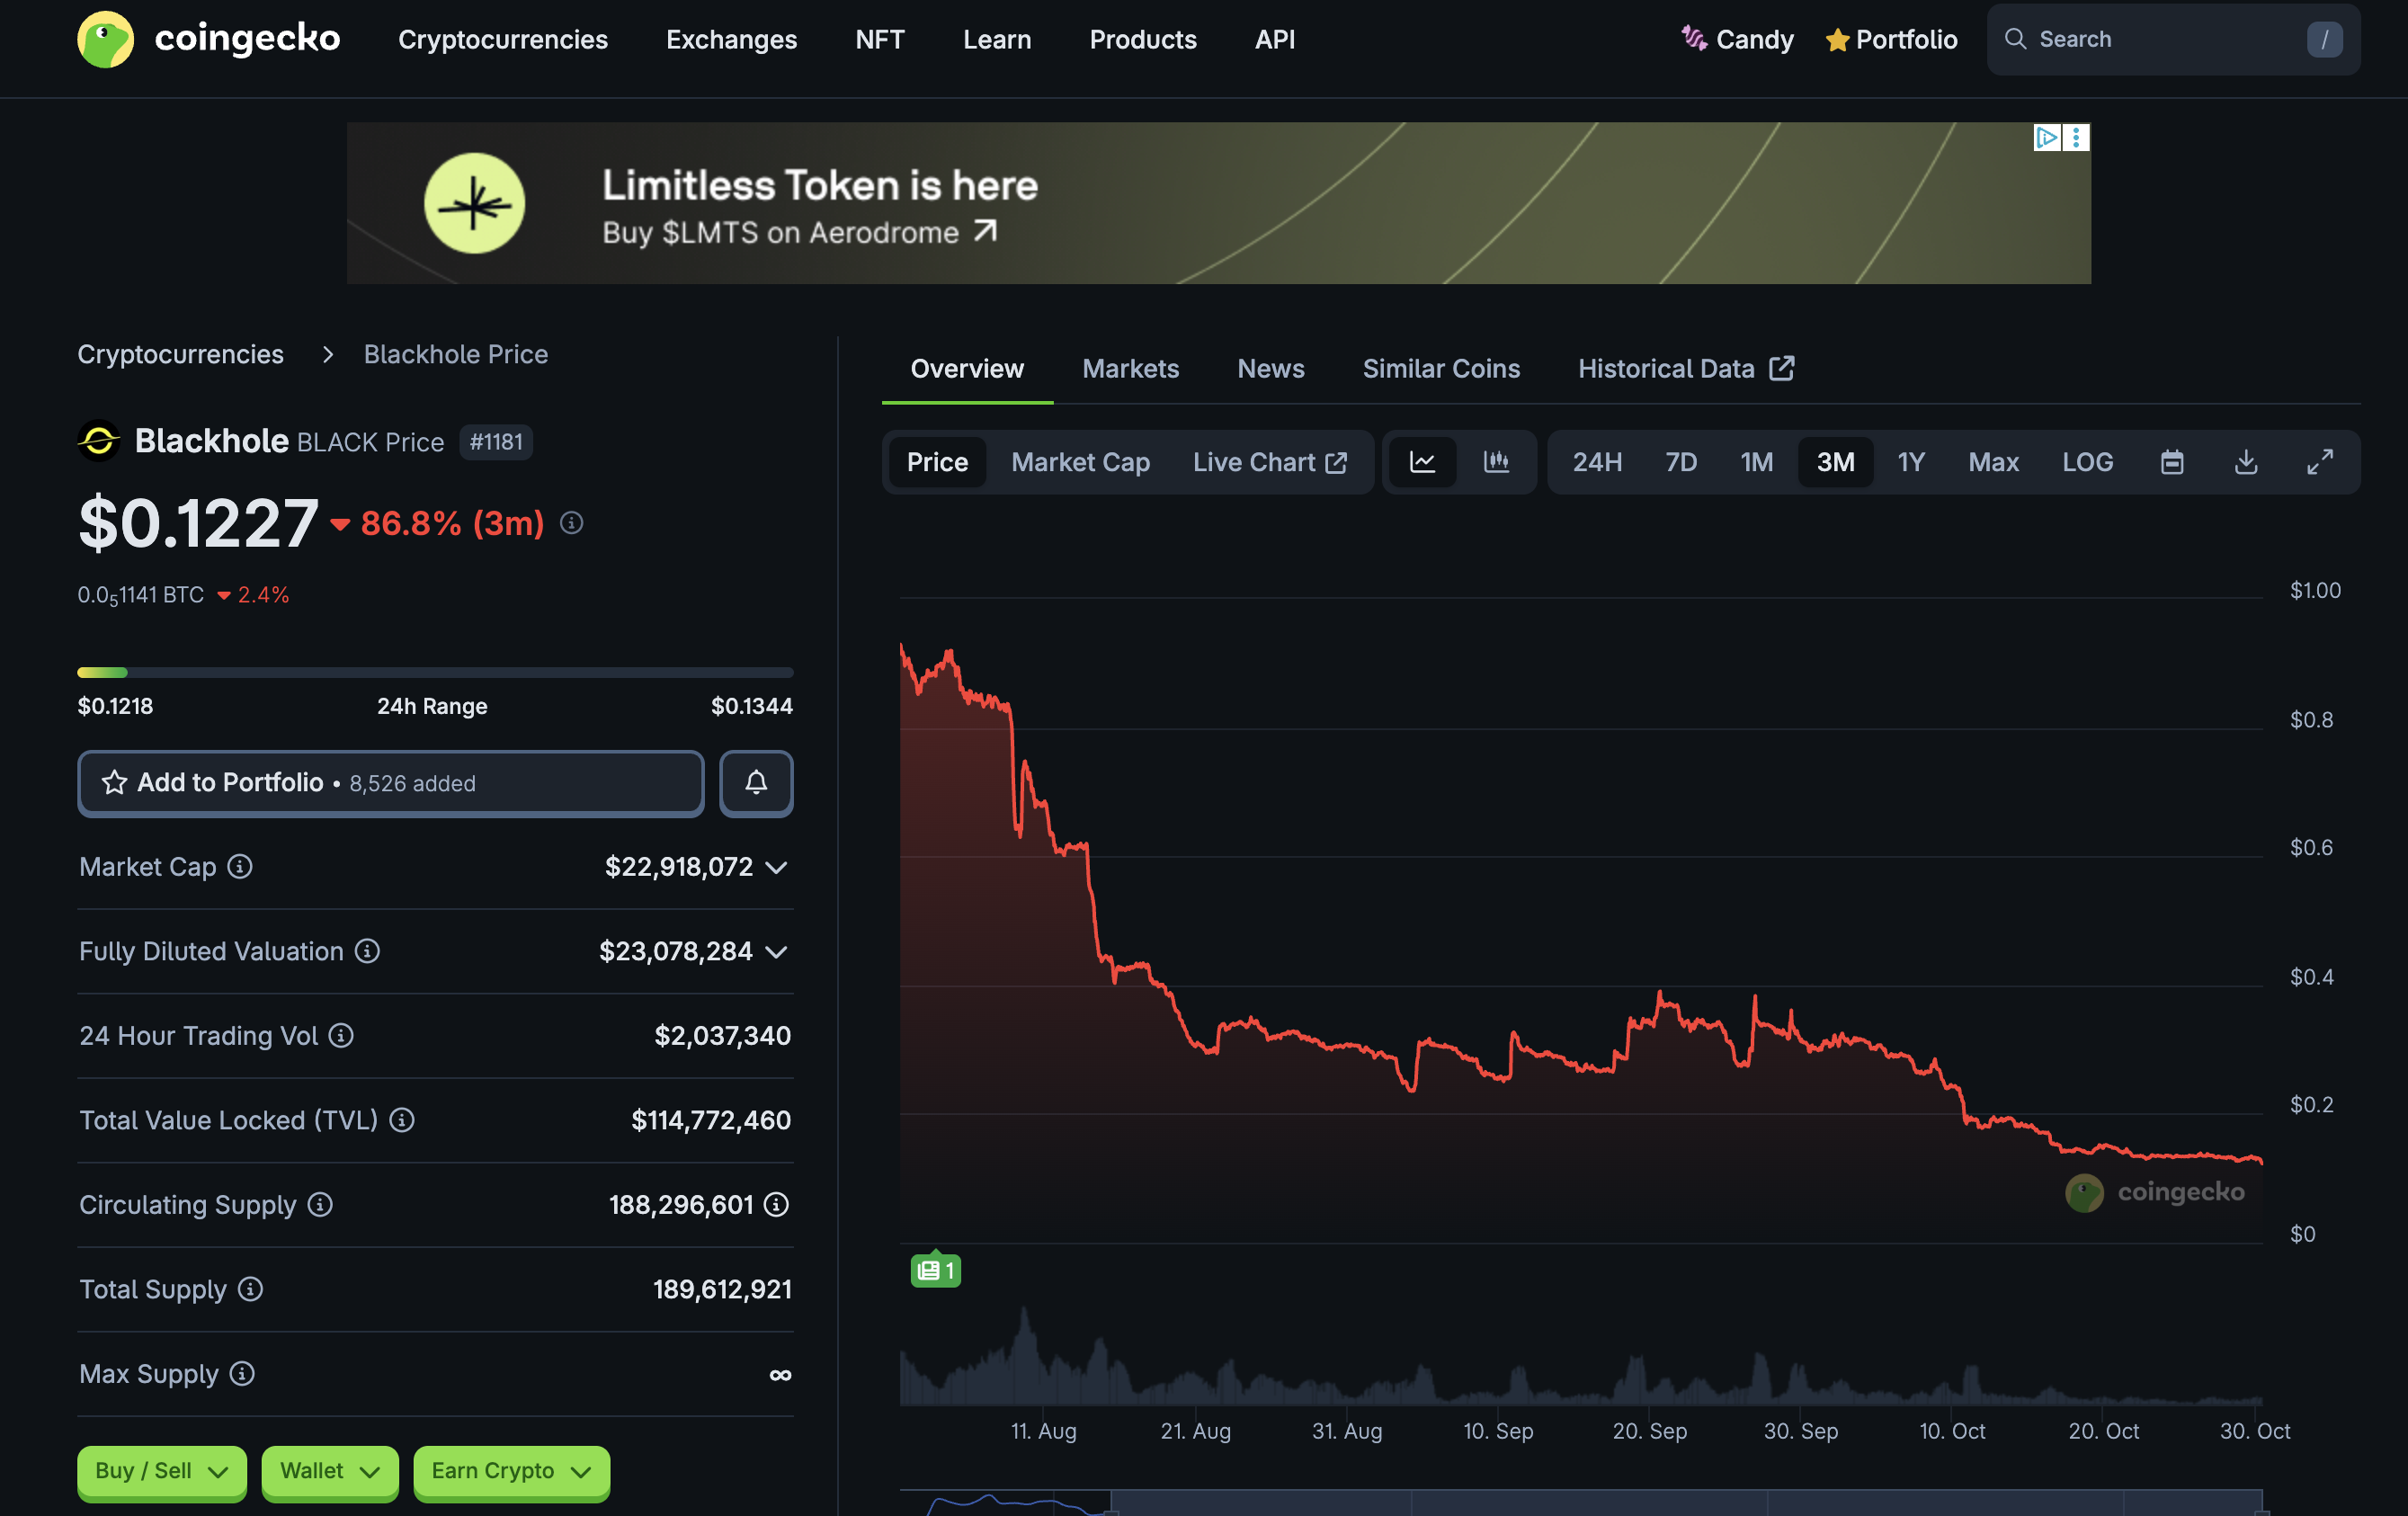 coingecko Cryptocurrencies Exchanges NFT Learn Products API Candy Portfolio Search /
Limitless Token is here
Buy $LMTS on Aerodrome
Cryptocurrencies > Blackhole Price
Blackhole BLACK Price #1181
$0.1227 86.8% (3m)
0.0₅1141 BTC 2.4%
$0.1218 24h Range $0.1344
Add to Portfolio • 8,526 added
Market Cap $22,918,072
Fully Diluted Valuation $23,078,284
24 Hour Trading Vol $2,037,340
Total Value Locked (TVL) $114,772,460
Circulating Supply 188,296,601
Total Supply 189,612,921
Max Supply ∞
Buy / Sell Wallet Earn Crypto
Overview Markets News Similar Coins Historical Data
Price Market Cap Live Chart 24H 7D 1M 3M 1Y Max LOG
$1.00
$0.8
$0.6
$0.4
$0.2
coingecko
$0
1
11. Aug 21. Aug 31. Aug 10. Sep 20. Sep 30. Sep 10. Oct 20. Oct 30. Oct